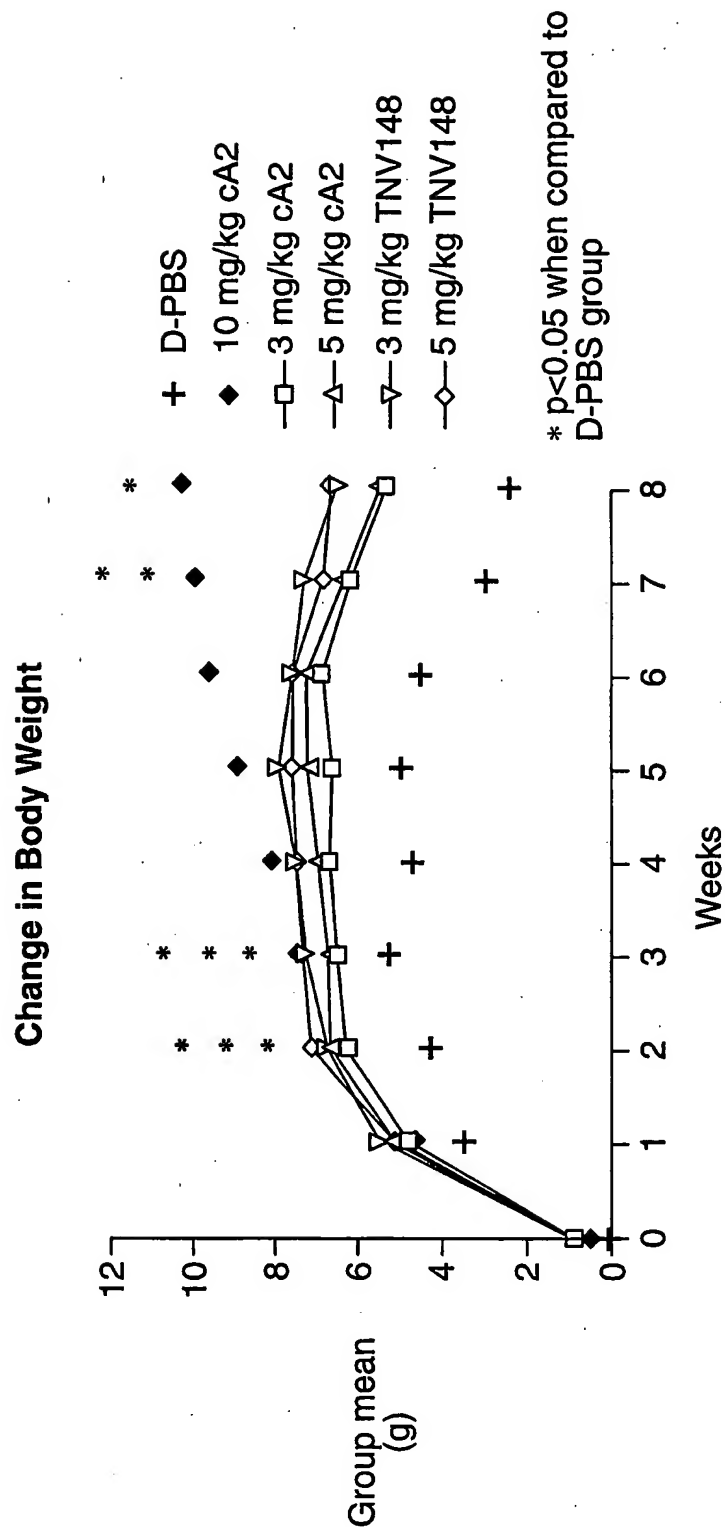 Change in Body Weight
Group mean
(g)
12
10
8
6
4
2
0
* * *
* * *
* *
*
0 1 2 3 4 5 6 7 8
Weeks
D-PBS
10 mg/kg cA2
3 mg/kg cA2
5 mg/kg cA2
3 mg/kg TNV148
5 mg/kg TNV148
* p<0.05 when compared to
D-PBS group